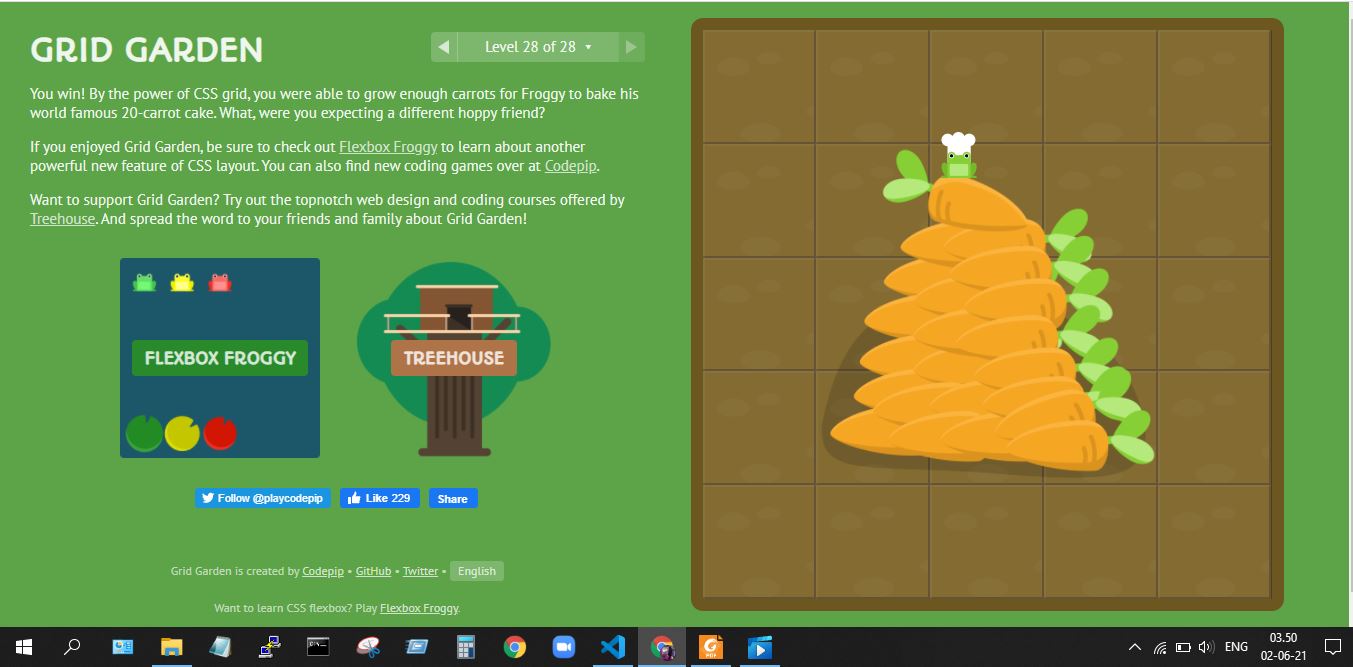 GRID GARDEN
Level 28 of 28
You win! By the power of CSS grid, you were able to grow enough carrots for Froggy to bake his
world famous 20-carrot cake. What, were you expecting a different hoppy friend?
If you enjoyed Grid Garden, be sure to check out Flexbox Froggy to learn about another
powerful new feature of CSS layout. You can also find new coding games over at Codepip.
Want to support Grid Garden? Try out the topnotch web design and coding courses offered by
Treehouse. And spread the word to your friends and family about Grid Garden!
FLEXBOX FROGGY
TREEHOUSE
Follow @playcodepip
Like 229
Share
Grid Garden is created by Codepip • GitHub • Twitter • English
Want to learn CSS flexbox? Play Flexbox Froggy.
ENG
03.50
02-06-21